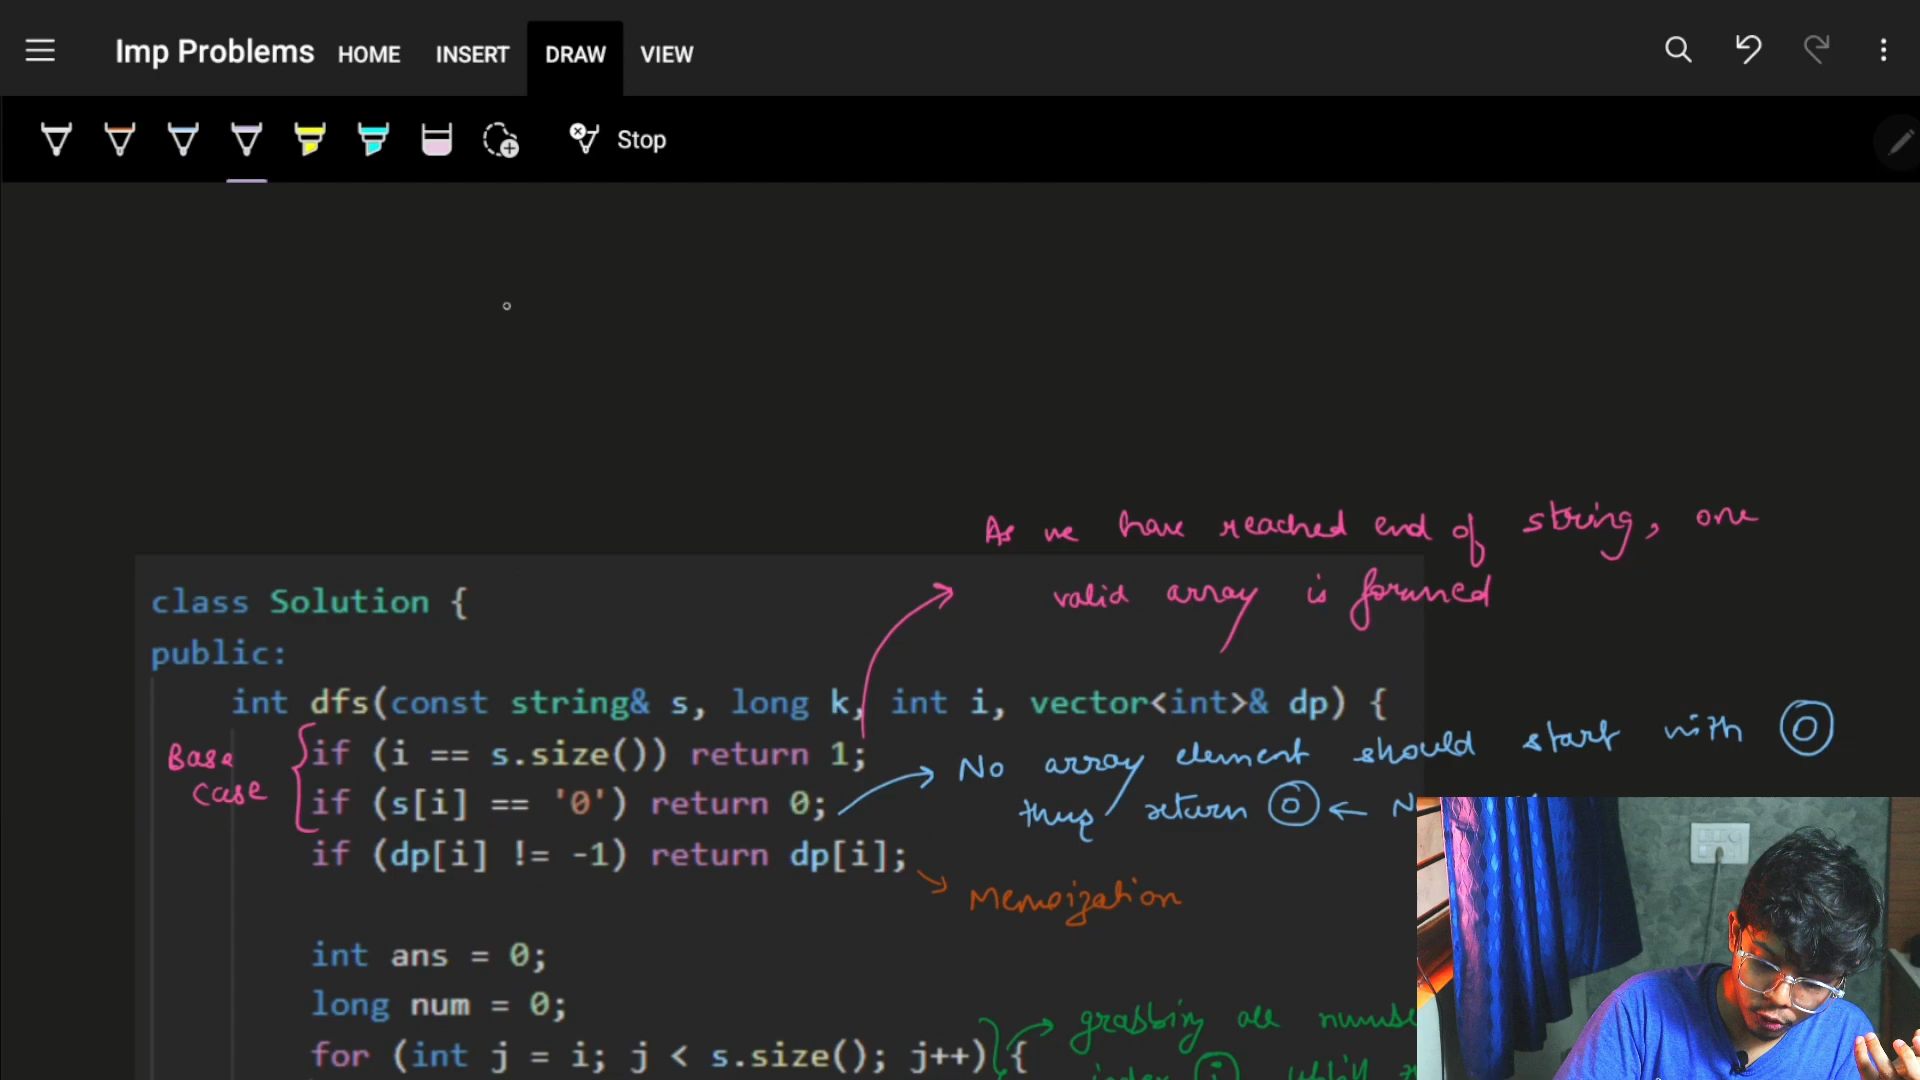 Imp Problems HOME INSERT DRAW VIEW
Stop
As we have reached end of string, one
valid array is formed
class Solution {
public:
int dfs(const string& s, long k, int i, vector<int>& dp) {
Base
case
if (i == s.size()) return 1;
No array element should start with 0
if (s[i] == '0') return 0;
thus return 0 ←
if (dp[i] != -1) return dp[i];
Memoization
int ans = 0;
long num = 0;
grabbing all
for (int j = i; j < s.size(); j++) {
index i